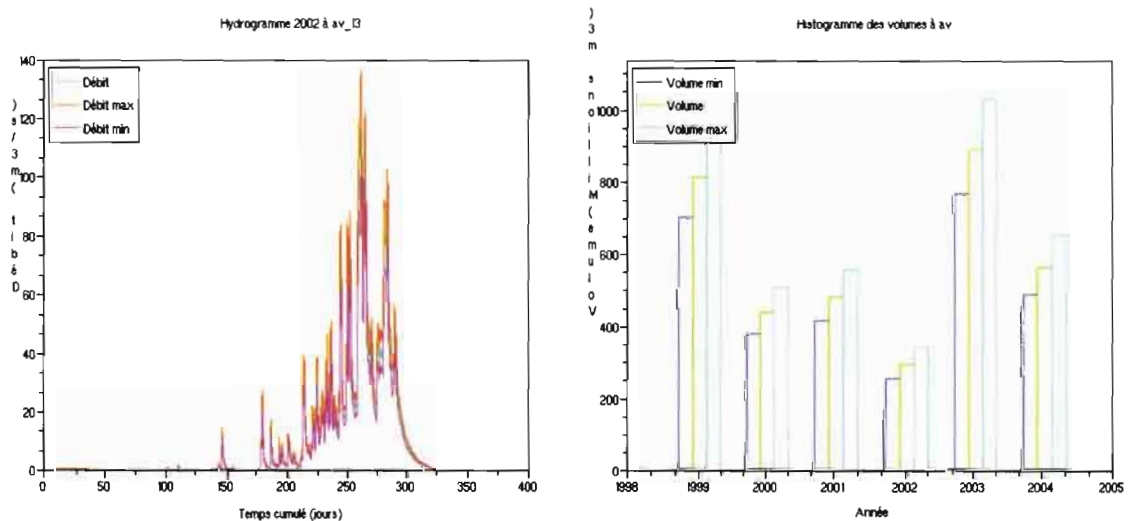 Hydrogramme 2002 à av_I3
Débit (m3/s)
140
120
100
80
60
40
20
0
Débit
Débit max
Débit min
0 50 100 150 200 250 300 350 400
Temps cumulé (jours)
Histogramme des volumes à av
Volume (Millions m3)
1000
800
600
400
200
0
Volume min
Volume
Volume max
1998 1999 2000 2001 2002 2003 2004 2005
Année